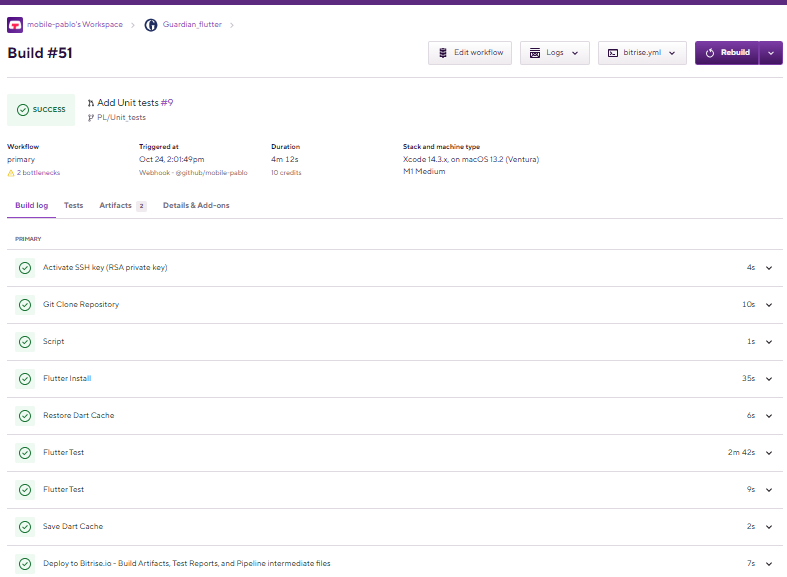 mobile-pablo's Workspace > Guardian_flutter >
Build #51
Edit workflow Logs bitrise.yml Rebuild
SUCCESS
Add Unit tests #9
PL/Unit_tests
Workflow Triggered at Duration Stack and machine type
primary Oct 24, 2:01:49pm 4m 12s Xcode 14.3.x, on macOS 13.2 (Ventura)
2 bottlenecks Webhook - @github/mobile-pablo 10 credits M1 Medium
Build log Tests Artifacts 2 Details & Add-ons
PRIMARY
Activate SSH key (RSA private key) 4s
Git Clone Repository 10s
Script 1s
Flutter Install 35s
Restore Dart Cache 6s
Flutter Test 2m 42s
Flutter Test 9s
Save Dart Cache 2s
Deploy to Bitrise.io - Build Artifacts, Test Reports, and Pipeline intermediate files 7s